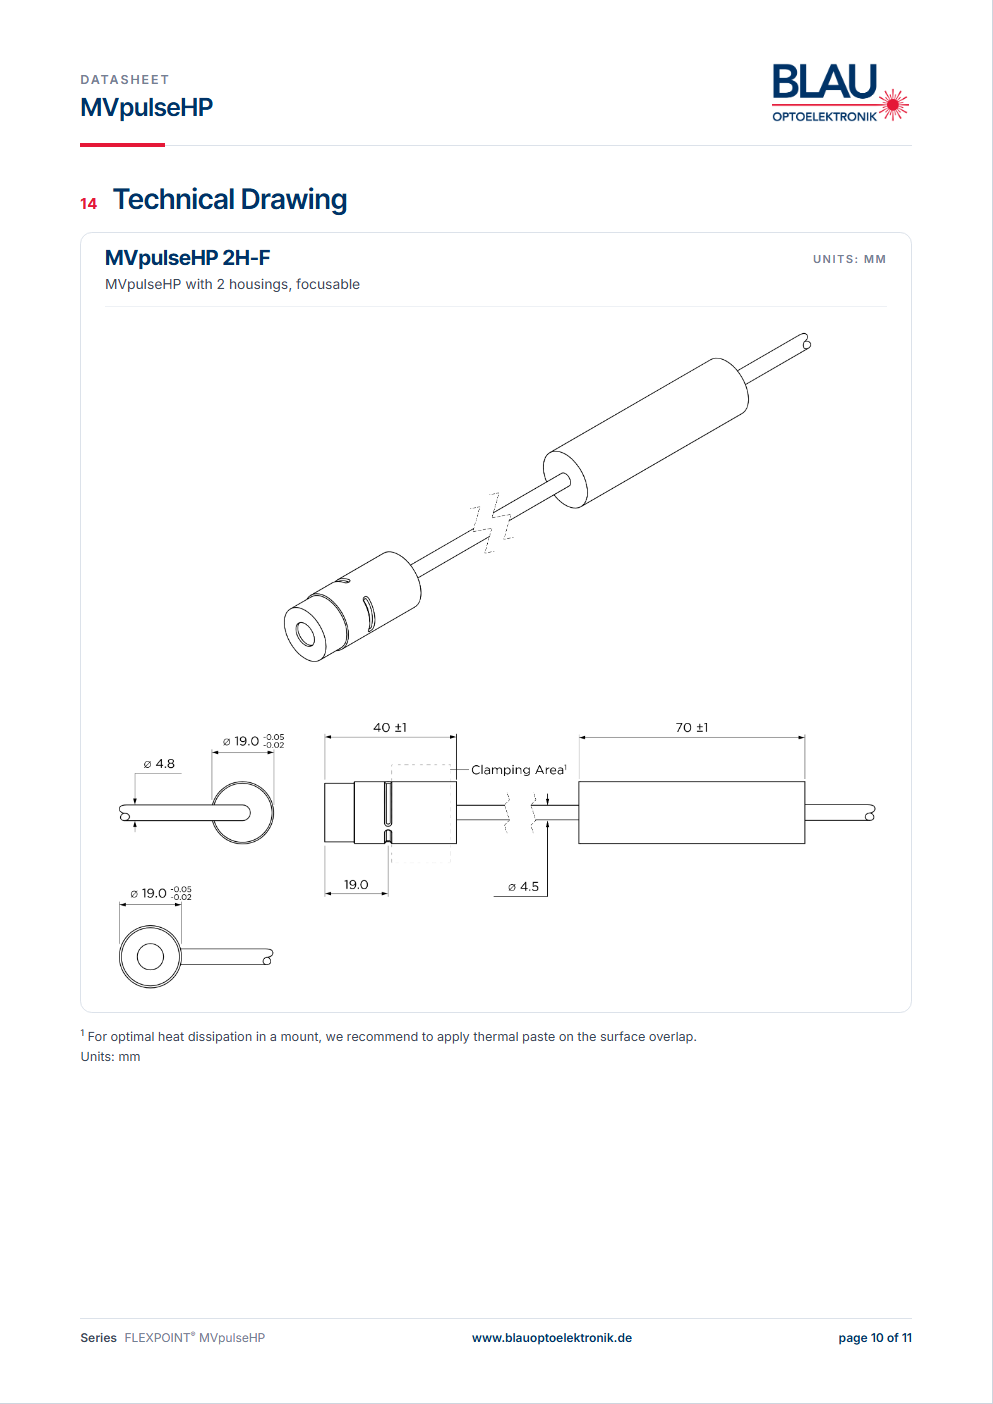 DATASHEET
MVpulseHP
BLAU
OPTOELEKTRONIK
14 Technical Drawing
MVpulseHP 2H-F
UNITS: MM
MVpulseHP with 2 housings, focusable
40 ±1
70 ±1
⌀ 19.0 -0.05 -0.02
⌀ 4.8
Clamping Area¹
19.0
⌀ 4.5
⌀ 19.0 -0.05 -0.02
¹ For optimal heat dissipation in a mount, we recommend to apply thermal paste on the surface overlap.
Units: mm
Series FLEXPOINT® MVpulseHP
www.blauoptoelektronik.de
page 10 of 11